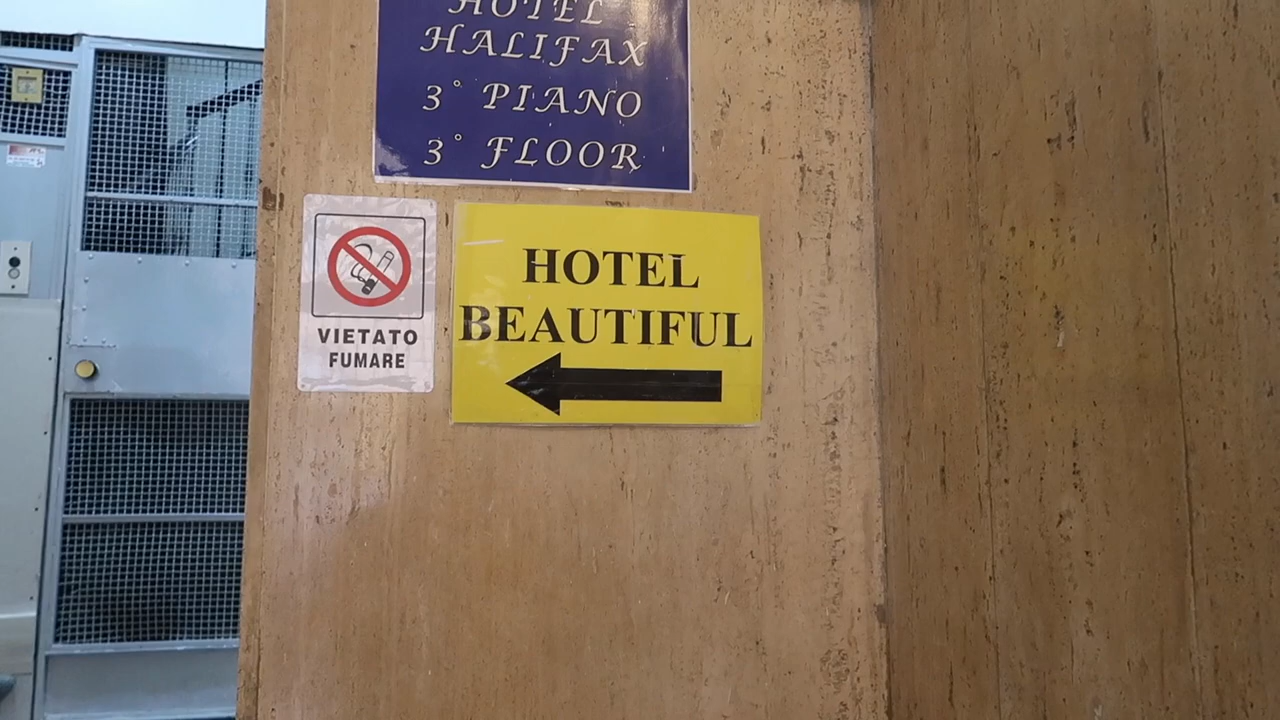 HOTEL
HALIFAX
3° PIANO
3° FLOOR
VIETATO
FUMARE
HOTEL
BEAUTIFUL